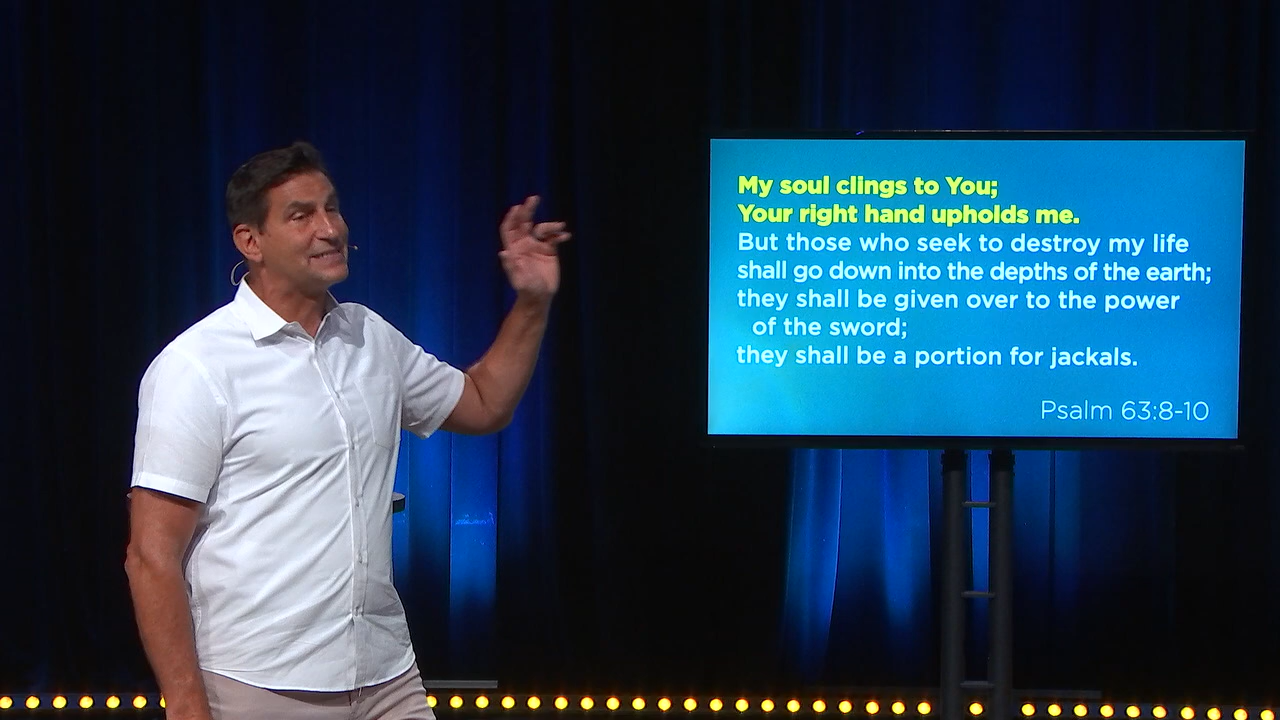 My soul clings to You;
Your right hand upholds me.
But those who seek to destroy my life
shall go down into the depths of the earth;
they shall be given over to the power
of the sword;
they shall be a portion for jackals.
Psalm 63:8-10